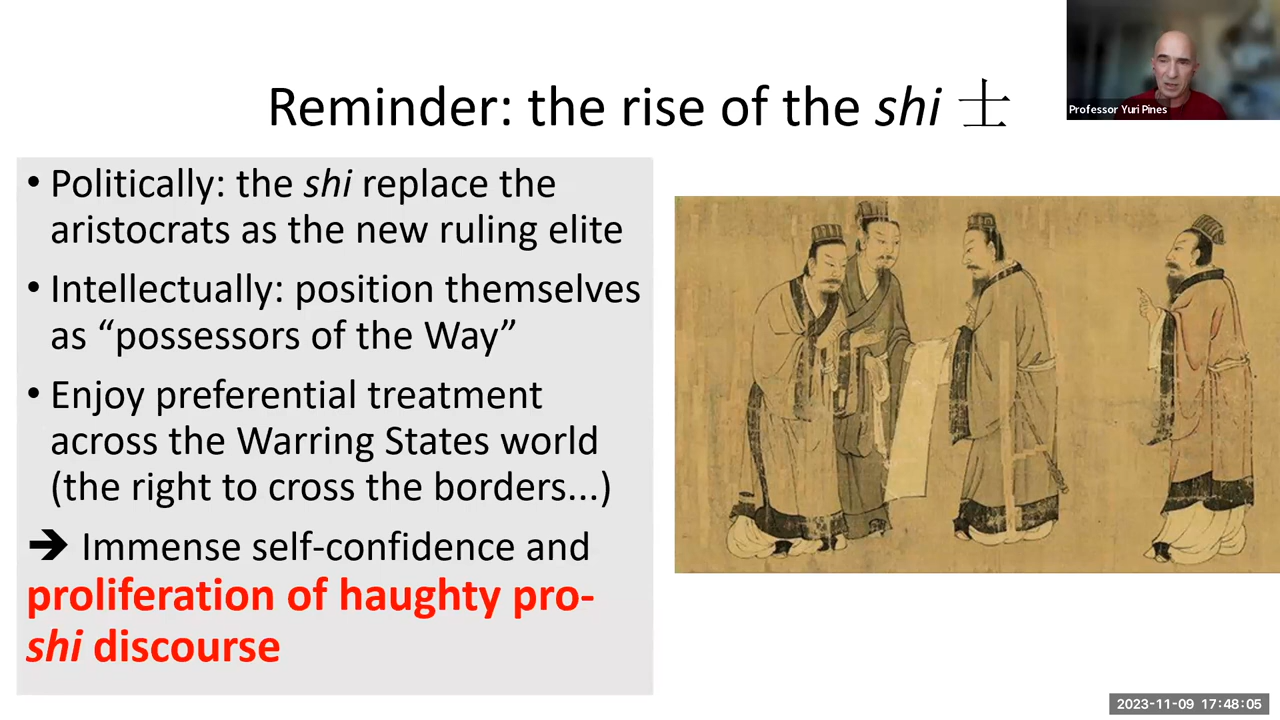 Reminder: the rise of the shi 士
Professor Yuri Pines
• Politically: the shi replace the
aristocrats as the new ruling elite
• Intellectually: position themselves
as “possessors of the Way”
• Enjoy preferential treatment
across the Warring States world
(the right to cross the borders...)
➔ Immense self-confidence and
proliferation of haughty pro-
shi discourse
2023-11-09 17:48:05